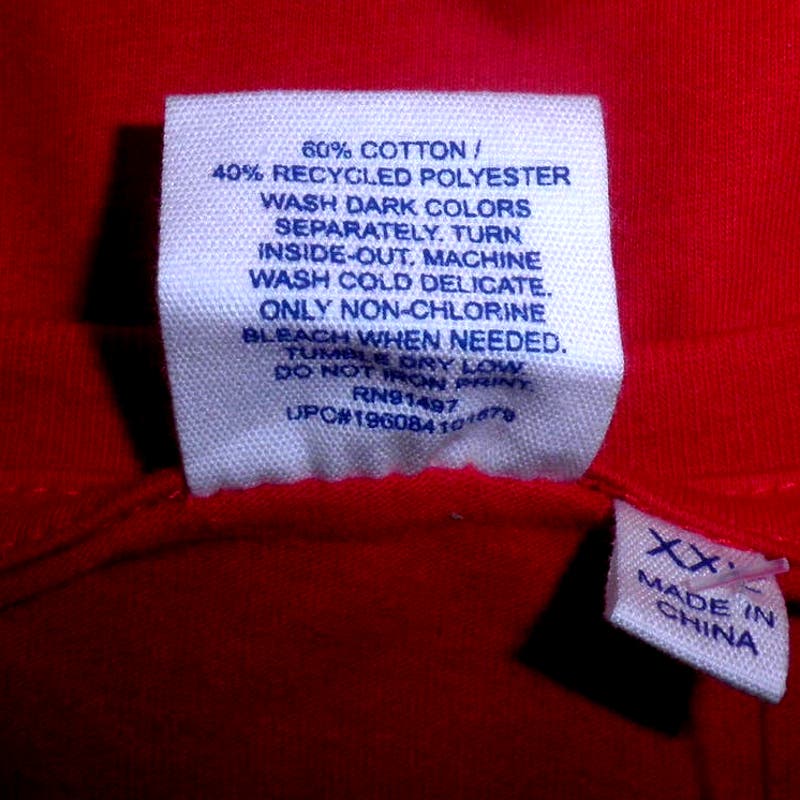 60% COTTON /
40% RECYCLED POLYESTER
WASH DARK COLORS
SEPARATELY. TURN
INSIDE-OUT. MACHINE
WASH COLD DELICATE.
ONLY NON-CHLORINE
BLEACH WHEN NEEDED.
TUMBLE DRY LOW.
DO NOT IRON PRINT.
RN91497
MADE IN
CHINA